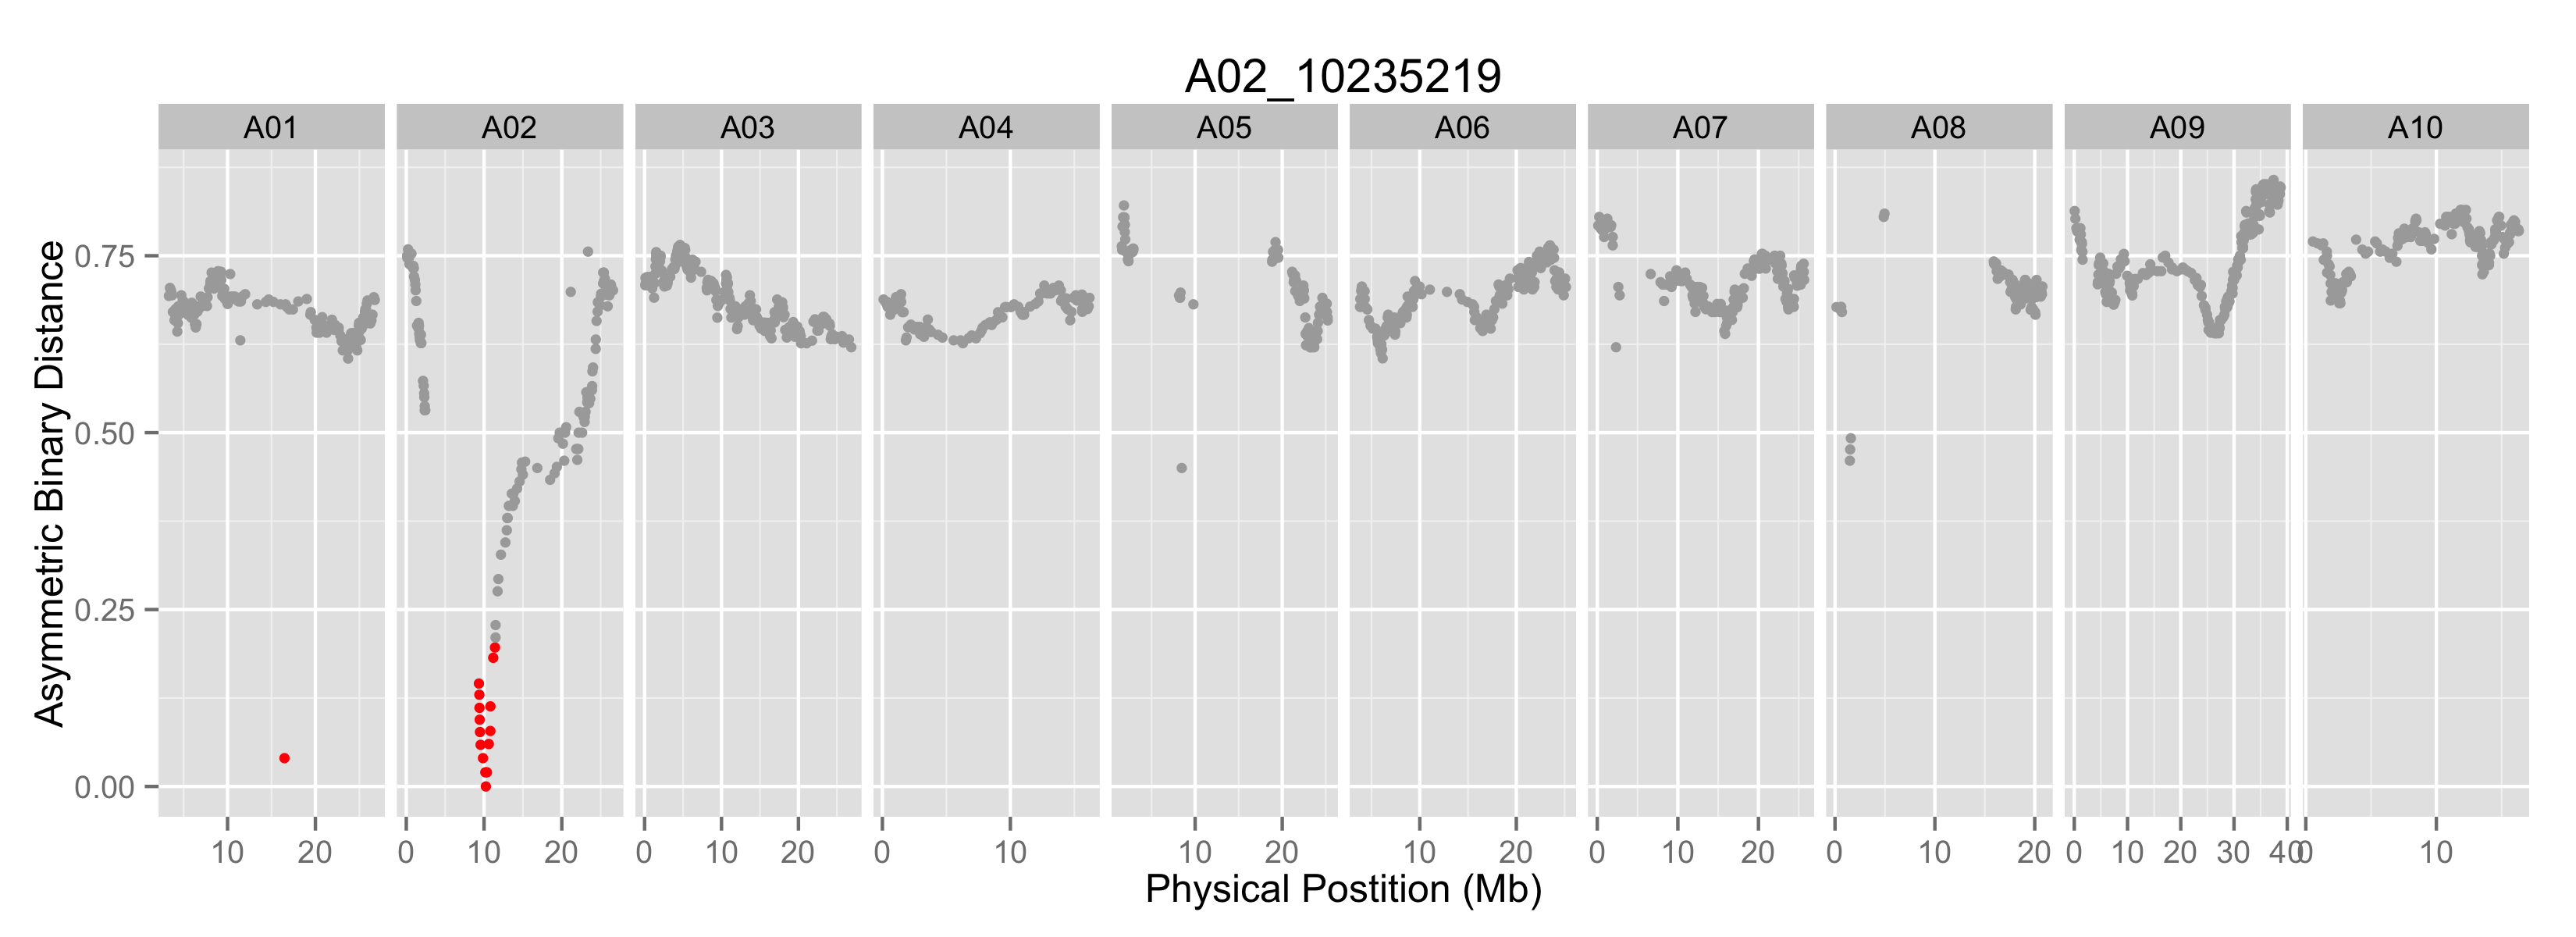 A02_10235219
A01 A02 A03 A04 A05 A06 A07 A08 A09 A10
Asymmetric Binary Distance
0.75
0.50
0.25
0.00
10 20 0 10 20 0 10 20 0 10 10 20 10 20 0 10 20 0 10 20 0 10 20 30 40 0 10
Physical Postition (Mb)